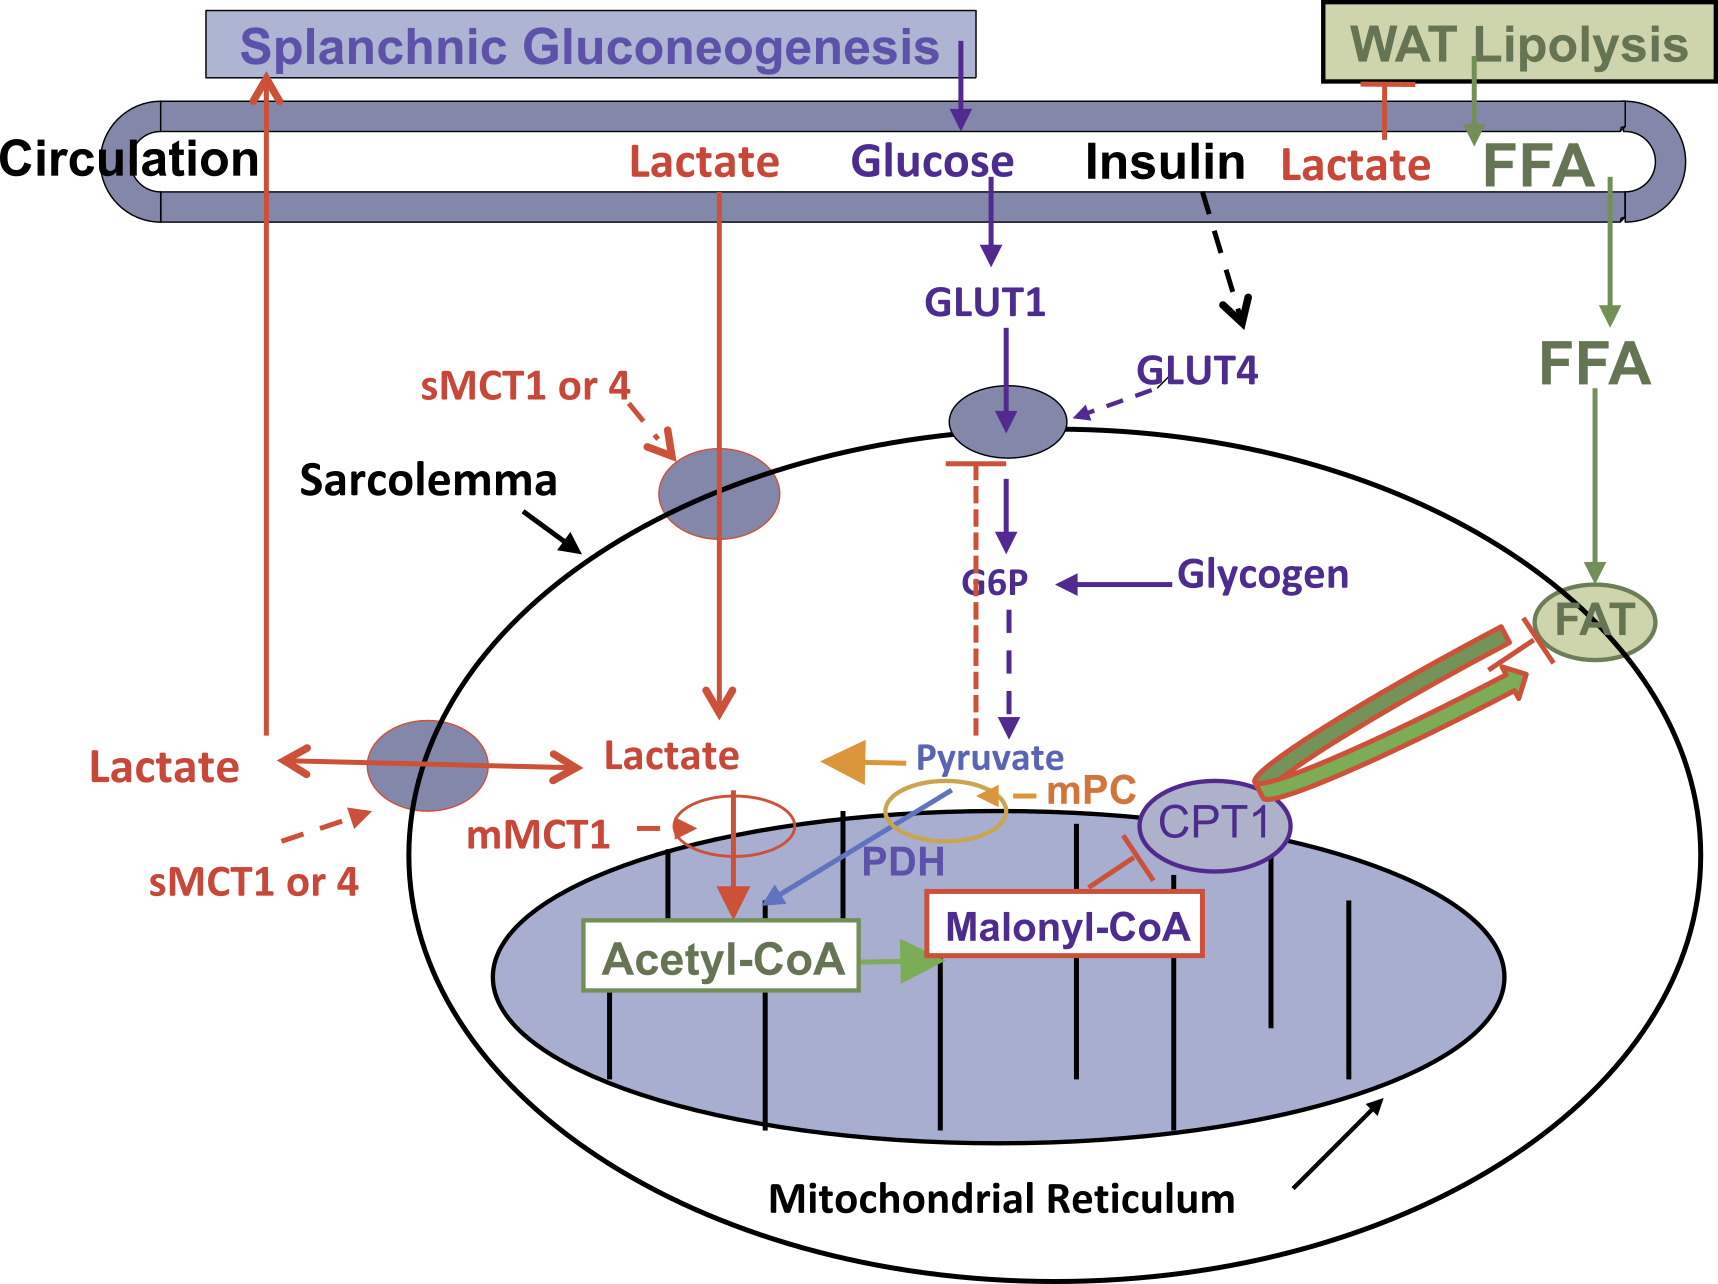 Splanchnic Gluconeogenesis
WAT Lipolysis
Circulation
Lactate
Glucose
Insulin
Lactate
FFA
GLUT1
GLUT4
FFA
sMCT1 or 4
Sarcolemma
G6P
Glycogen
FAT
Lactate
Lactate
Pyruvate
mPC
CPT1
mMCT1
PDH
sMCT1 or 4
Malonyl-CoA
Acetyl-CoA
Mitochondrial Reticulum